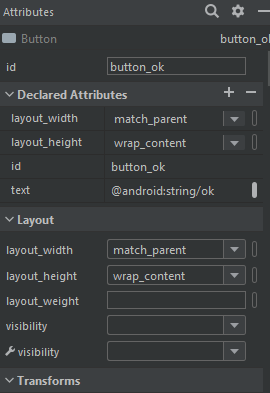 Attributes
Button button_o
id button_ok
Declared Attributes
layout_width match_parent
layout_height wrap_content
id button_ok
text @android:string/ok
Layout
layout_width match_parent
layout_height wrap_content
layout_weight
visibility
visibility
Transforms